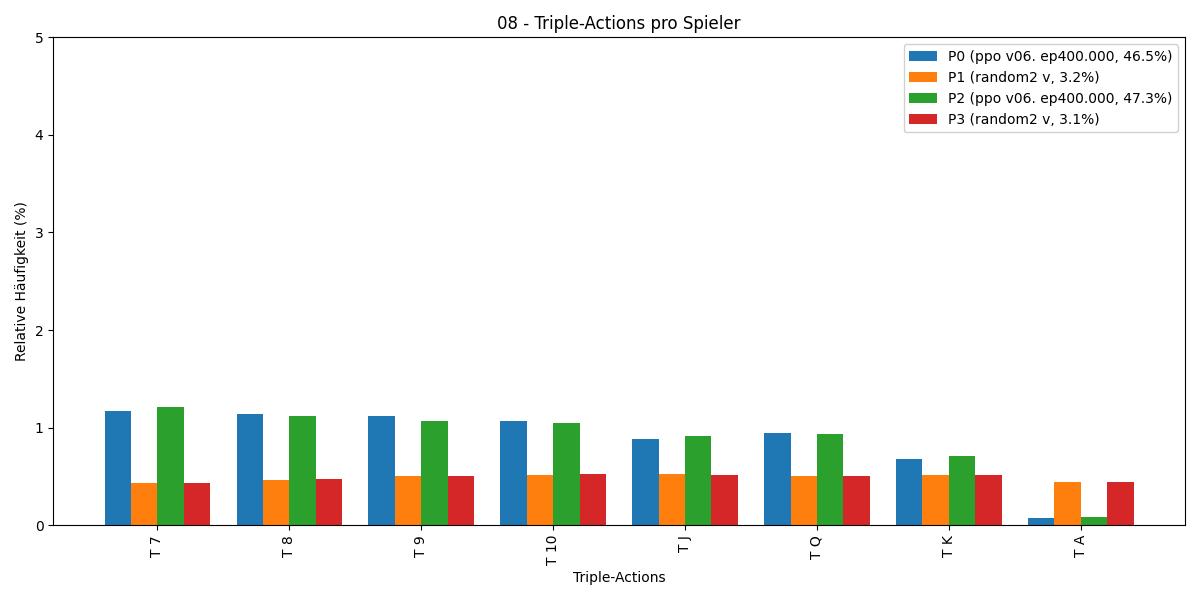 08 - Triple-Actions pro Spieler
5
4
3
2
1
0
Relative Häufigkeit (%)
P0 (ppo v06. ep400.000, 46.5%)
P1 (random2 v, 3.2%)
P2 (ppo v06. ep400.000, 47.3%)
P3 (random2 v, 3.1%)
T 7
T 8
T 9
T 10
T J
T Q
T K
T A
Triple-Actions